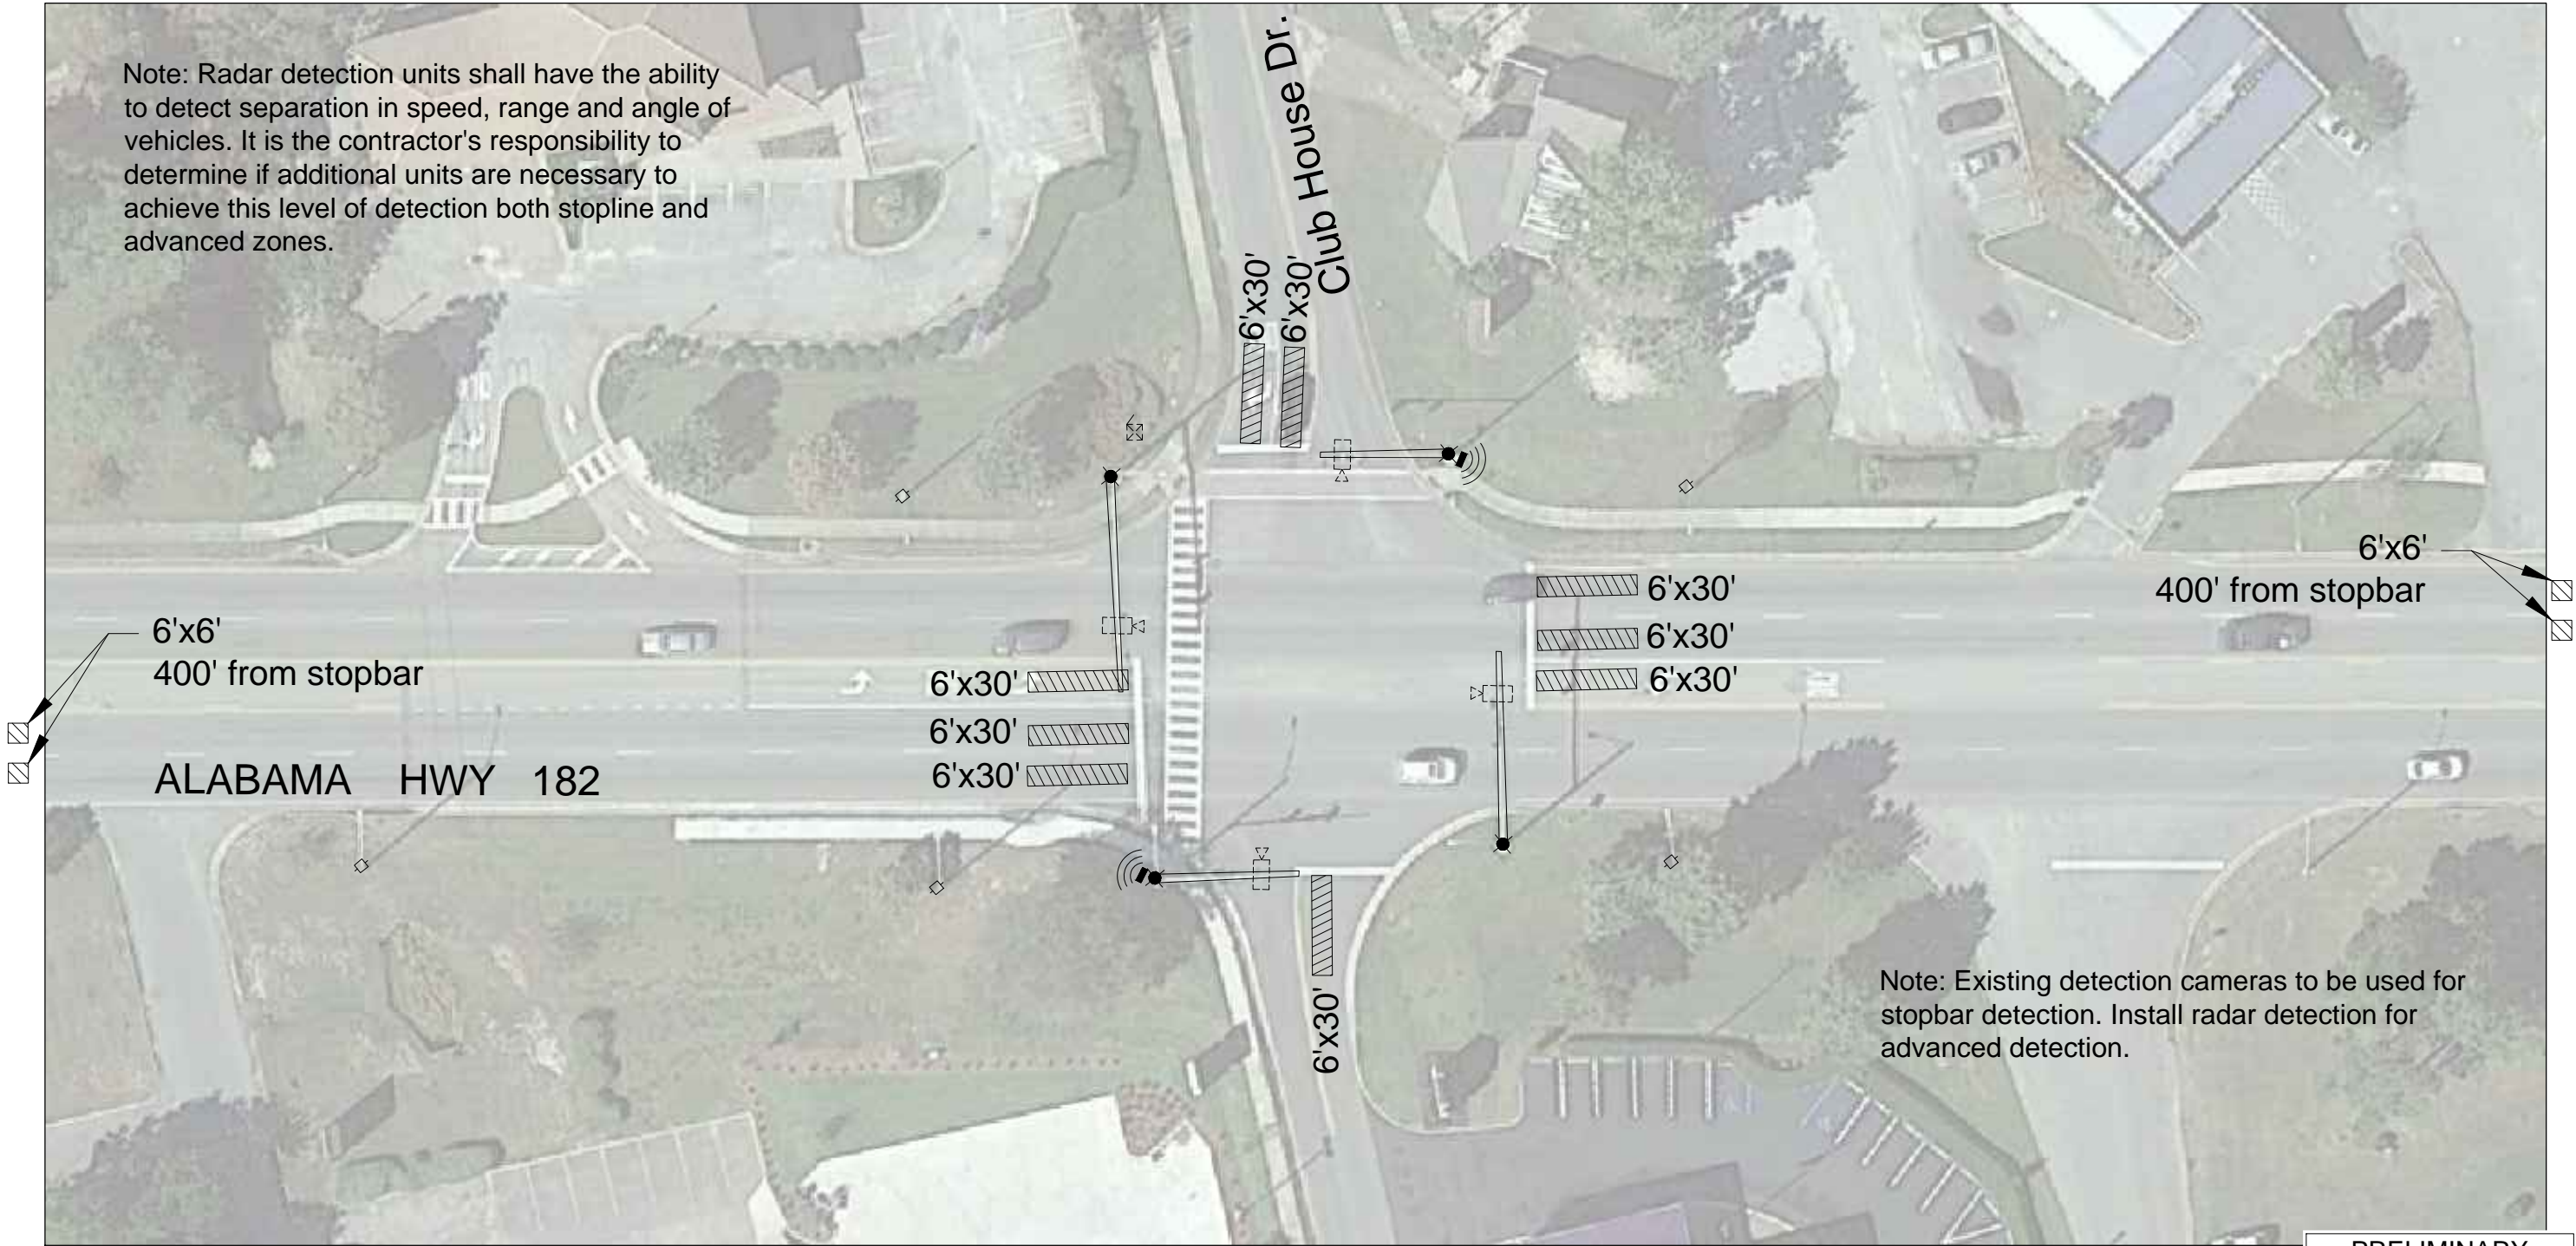 Note: Radar detection units shall have the ability
to detect separation in speed, range and angle of
vehicles. It is the contractor's responsibility to
determine if additional units are necessary to
achieve this level of detection both stopline and
advanced zones.
Club House Dr.
6'x30'
6'x30'
6'x6'
400' from stopbar
6'x30'
6'x30'
6'x30'
6'x6'
400' from stopbar
6'x30'
6'x30'
6'x30'
ALABAMA HWY 182
6'x30'
Note: Existing detection cameras to be used for
stopbar detection. Install radar detection for
advanced detection.
PRELIMINARY